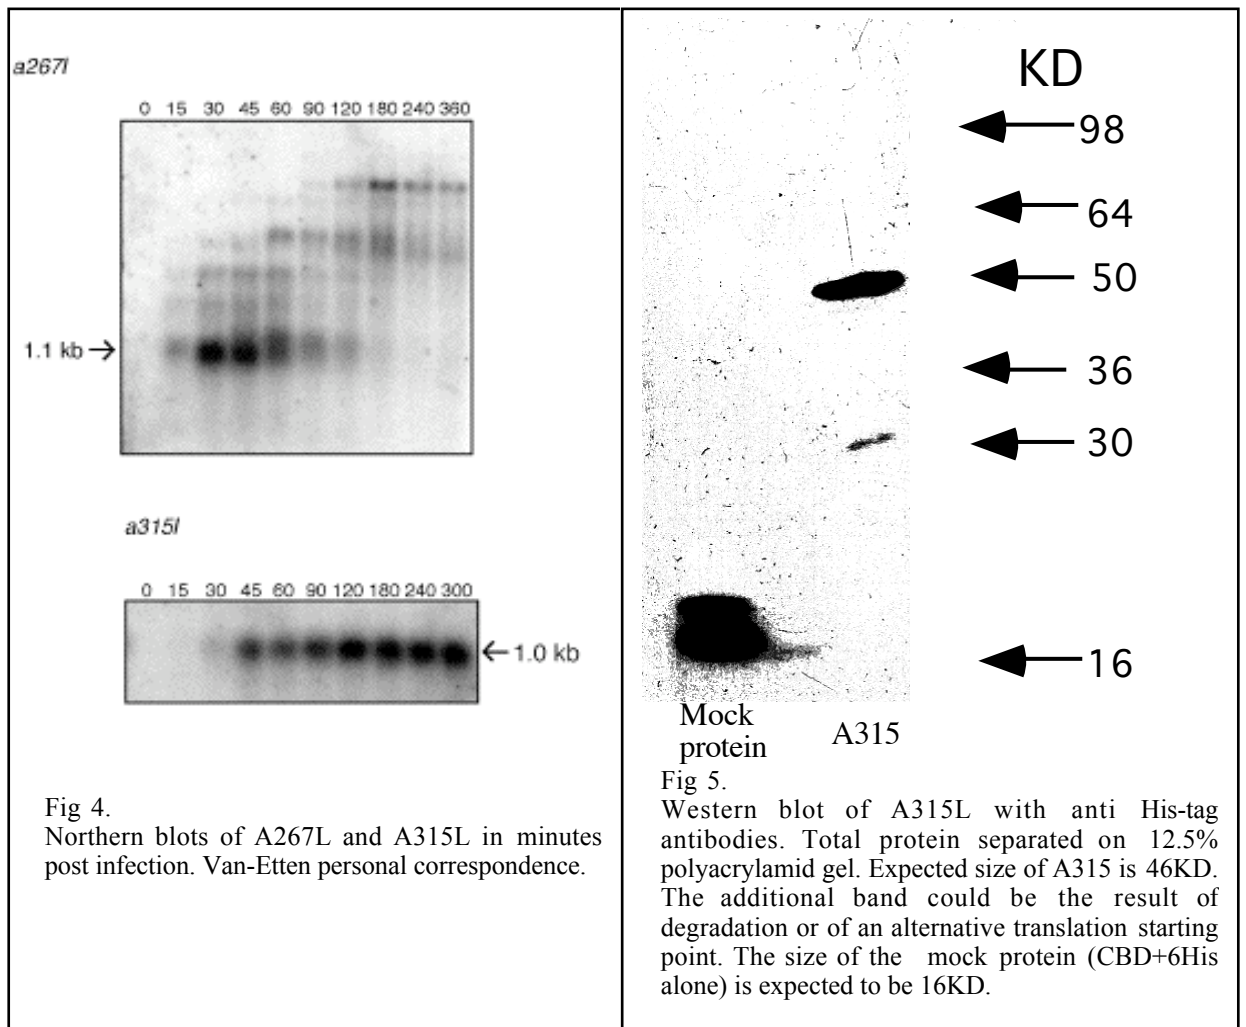 a267l
0 15 30 45 60 90 120 180 240 360
1.1 kb
a315l
0 15 30 45 60 90 120 180 240 300
1.0 kb
Fig 4.
Northern blots of A267L and A315L in minutes
post infection. Van-Etten personal correspondence.
KD
98
64
50
36
30
16
Mock
protein
A315
Fig 5.
Western blot of A315L with anti His-tag
antibodies. Total protein separated on 12.5%
polyacrylamid gel. Expected size of A315 is 46KD.
The additional band could be the result of
degradation or of an alternative translation starting
point. The size of the mock protein (CBD+6His
alone) is expected to be 16KD.